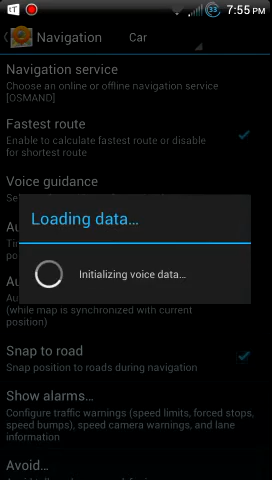 LT 33 7:55 PM
Navigation Car
Navigation service
Choose an online or offline navigation service
[OSMAND]
Fastest route
Enable to calculate fastest route or disable
for shortest route
Voice guidance
Loading data...
Initializing voice data...
(while map is synchronized with current
position)
Snap to road
Snap position to roads during navigation
Show alarms...
Configure traffic warnings (speed limits, forced stops,
speed bumps), speed camera warnings, and lane
information
Avoid...